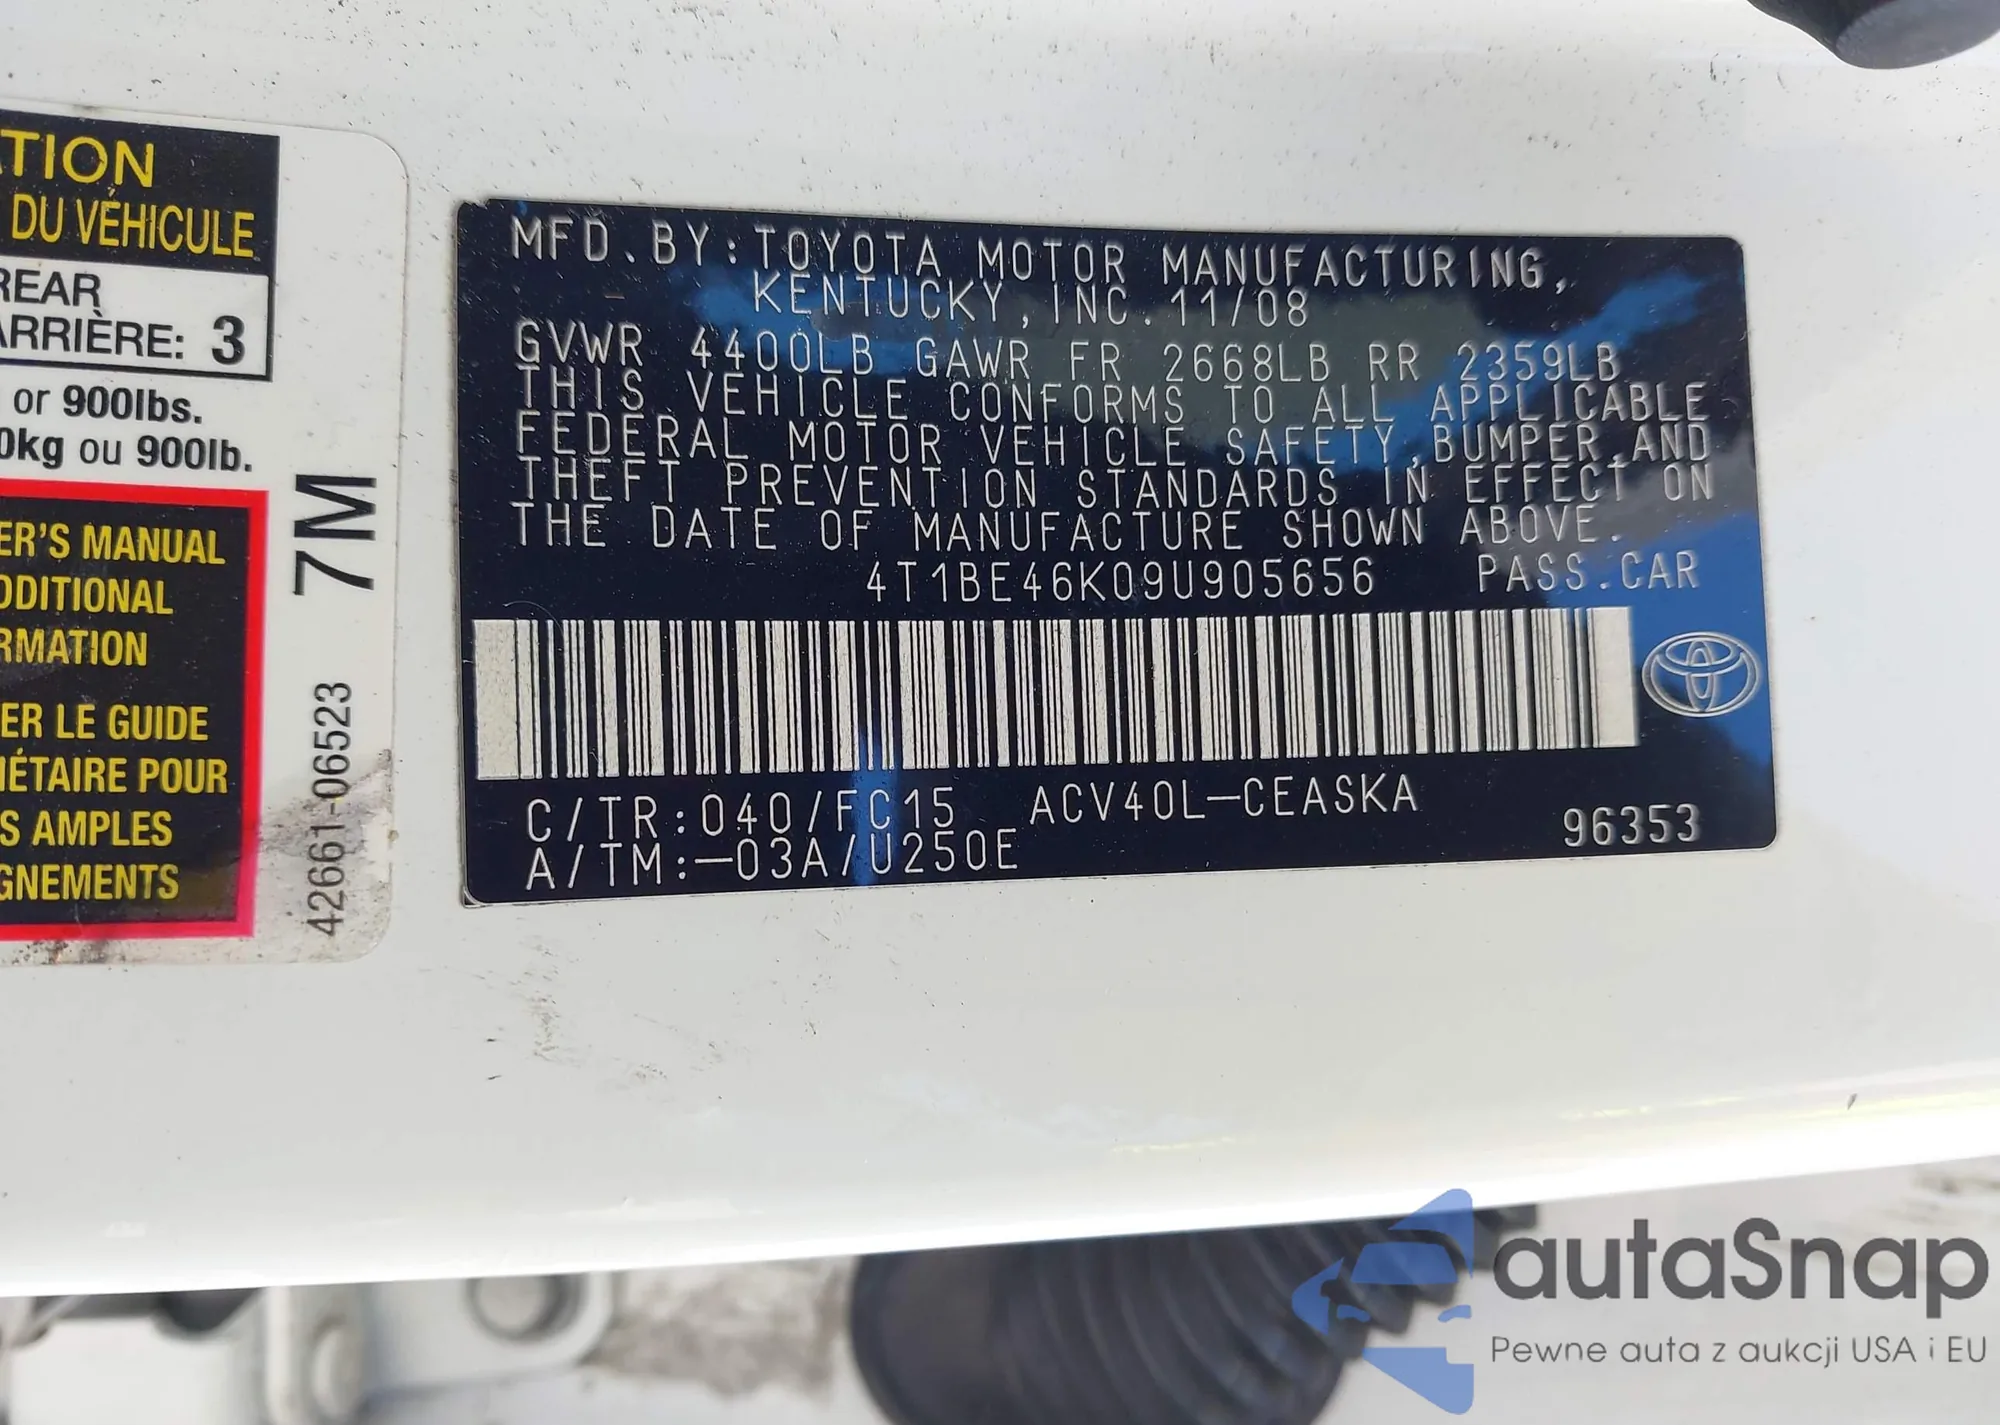 TION
DU VÉHICULE
REAR
ARRIÈRE: 3
or 900lbs.
0kg ou 900lb.
ER'S MANUAL
DDITIONAL
RMATION
ER LE GUIDE
IÉTAIRE POUR
S AMPLES
GNEMENTS
7M
42661-06523
MFD. BY: TOYOTA MOTOR MANUFACTURING,
KENTUCKY, INC. 11/08
GVWR 4400LB GAWR FR 2668LB RR 2359LB
THIS VEHICLE CONFORMS TO ALL APPLICABLE
FEDERAL MOTOR VEHICLE SAFETY, BUMPER, AND
THEFT PREVENTION STANDARDS IN EFFECT ON
THE DATE OF MANUFACTURE SHOWN ABOVE.
4T1BE46K09U905656 PASS.CAR
C/TR:040/FC15 ACV40L-CEASKA
A/TM:-03A/U250E
96353
autaSnap
Pewne auta z aukcji USA i EU